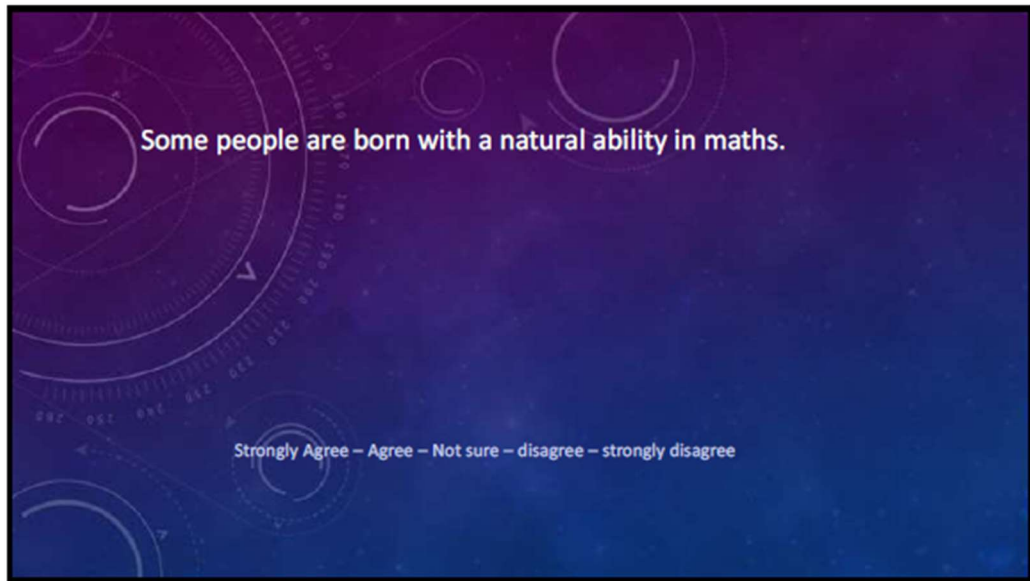 Some people are born with a natural ability in maths.
Strongly Agree – Agree – Not sure – disagree – strongly disagree